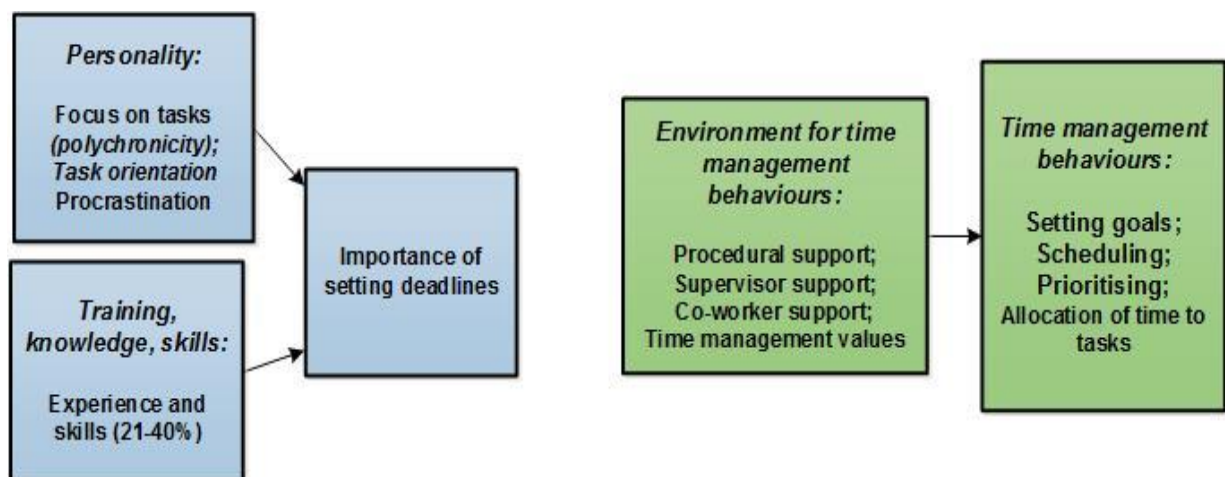 Personality:
Focus on tasks
(polychronicity);
Task orientation
Procrastination
Training,
knowledge, skills:
Experience and
skills (21-40%)
Importance of
setting deadlines
Environment for time
management
behaviours:
Procedural support;
Supervisor support;
Co-worker support;
Time management values
Time management
behaviours:
Setting goals;
Scheduling;
Prioritising;
Allocation of time to
tasks